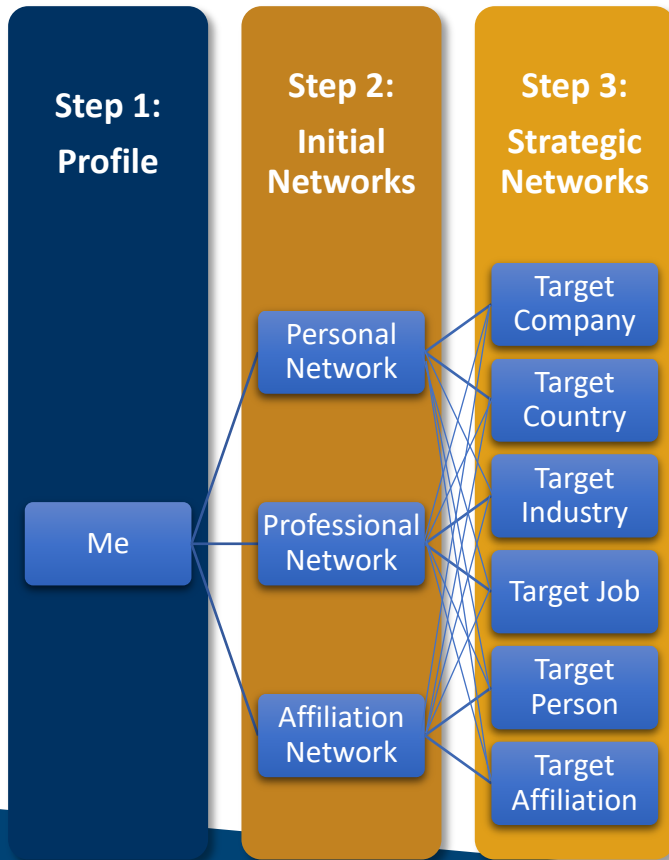 Step 1:
Profile
Me
Step 2:
Initial
Networks
Personal
Network
Professional
Network
Affiliation
Network
Step 3:
Strategic
Networks
Target
Company
Target
Country
Target
Industry
Target Job
Target
Person
Target
Affiliation